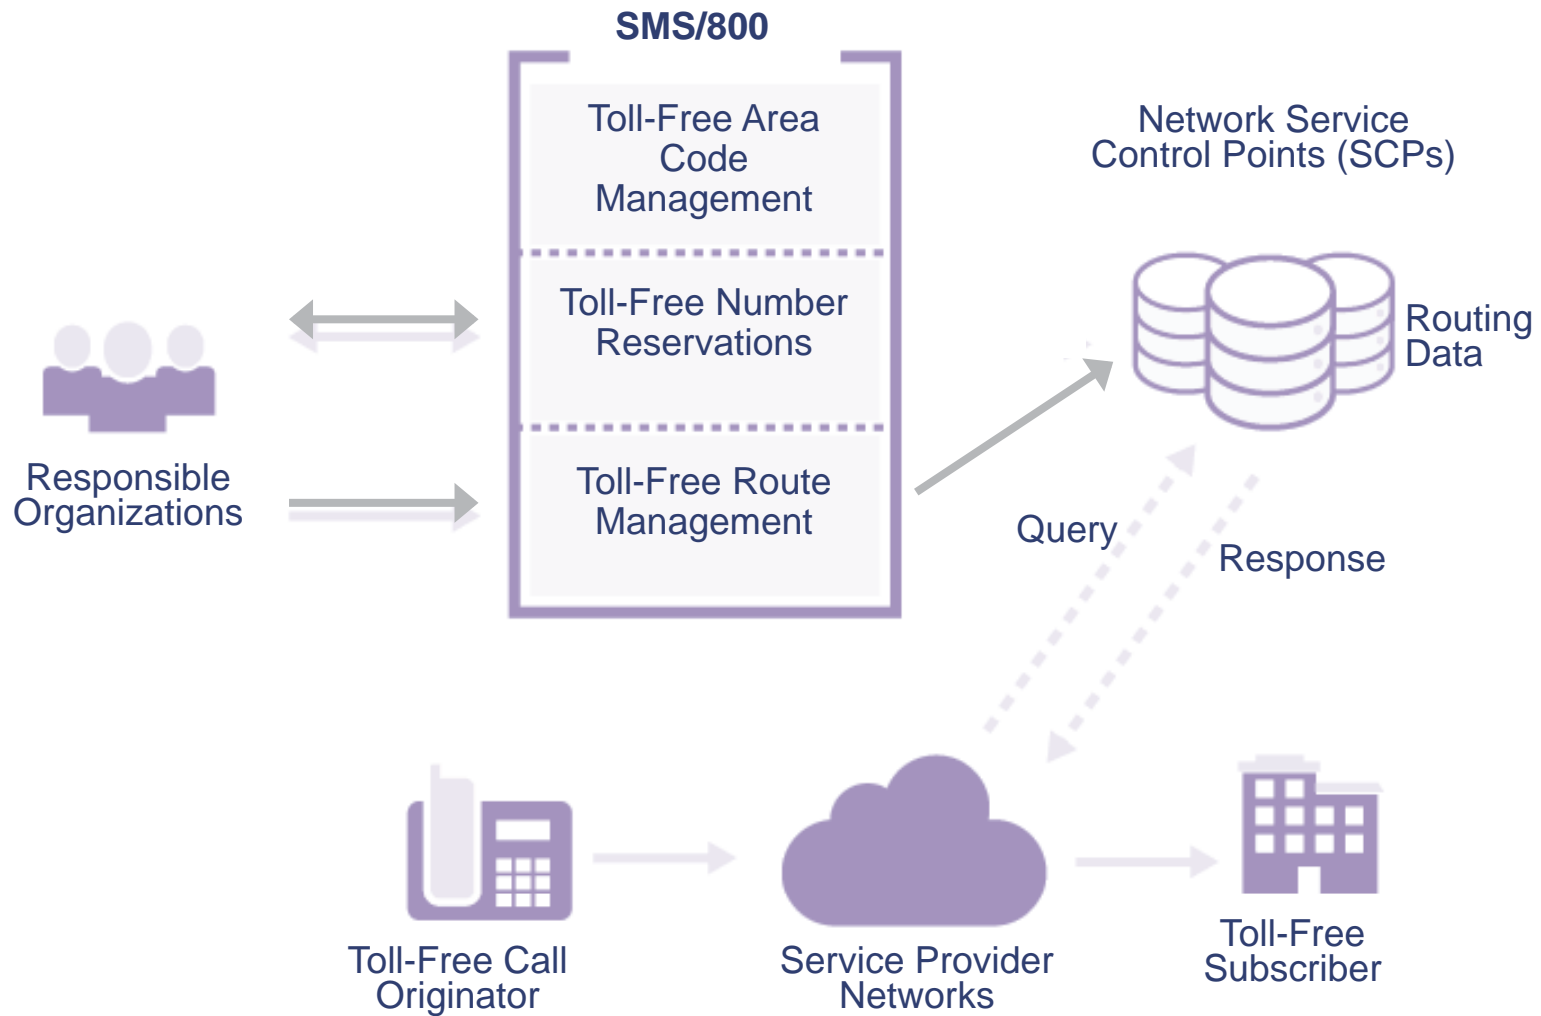 SMS/800
Toll-Free Area
Code
Management
Network Service
Control Points (SCPs)
Toll-Free Number
Reservations
Routing
Data
Responsible
Organizations
Toll-Free Route
Management
Query
Response
Toll-Free Call
Originator
Service Provider
Networks
Toll-Free
Subscriber